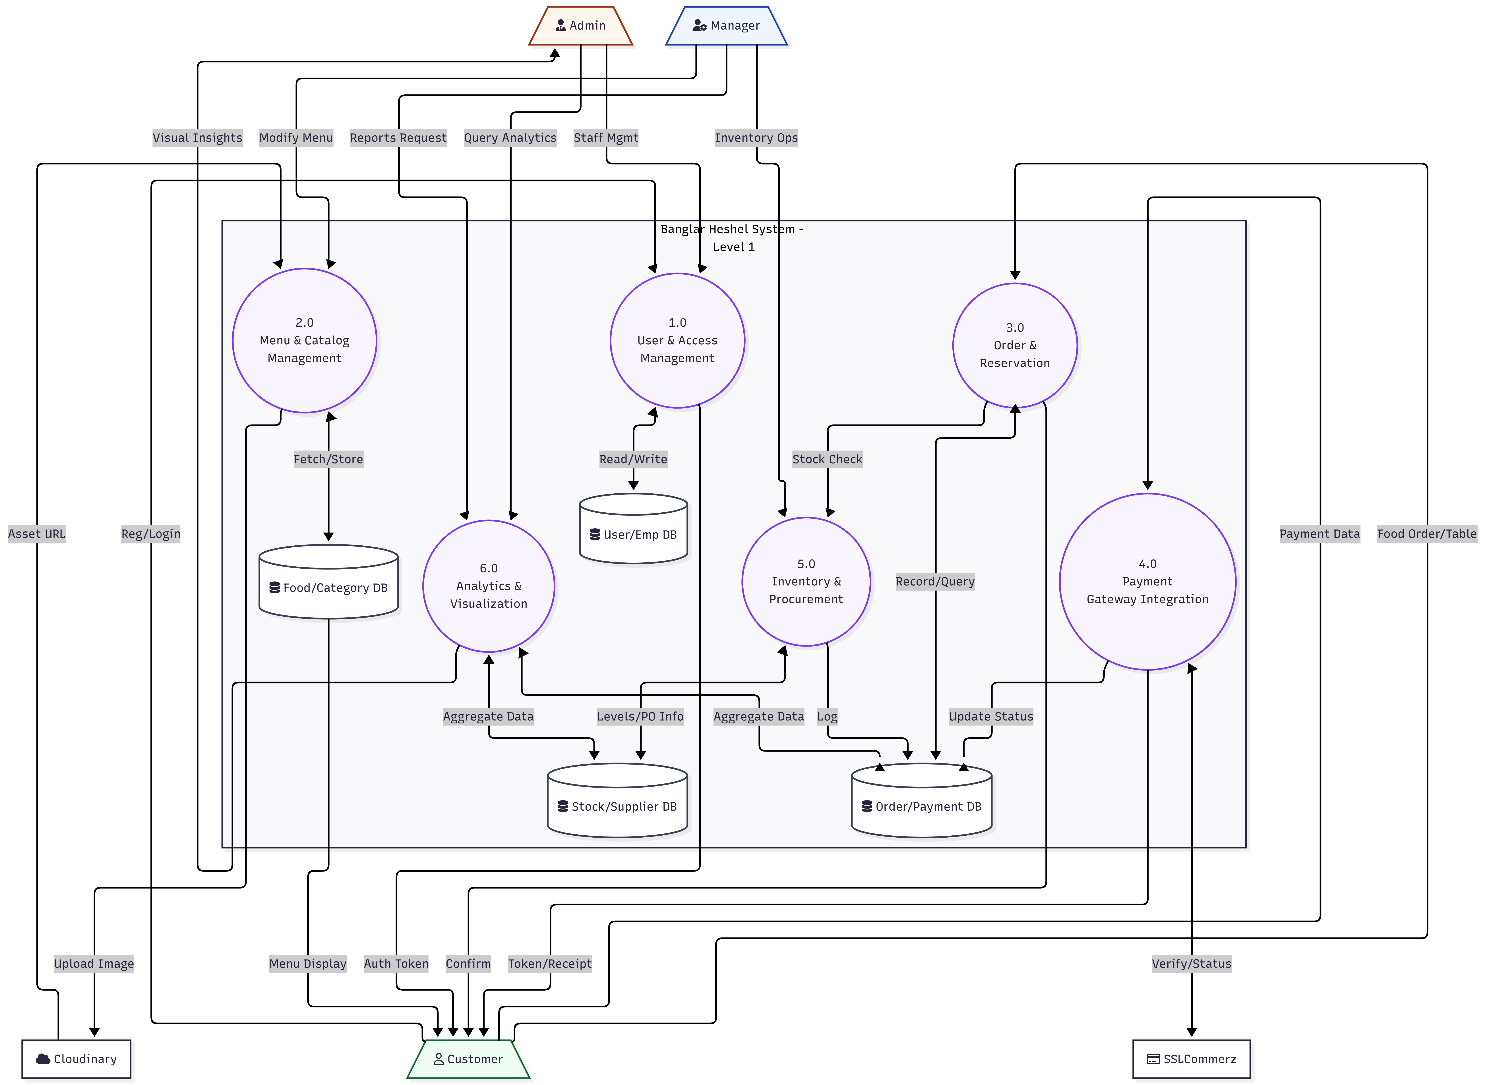 Admin
Manager
Visual Insights
Modify Menu
Reports Request
Query Analytics
Staff Mgmt
Inventory Ops
Banglar Heshel System -
Level 1
2.0
Menu & Catalog
Management
1.0
User & Access
Management
3.0
Order &
Reservation
Fetch/Store
Read/Write
Stock Check
Asset URL
Reg/Login
User/Emp DB
Payment Data
Food Order/Table
Food/Category DB
6.0
Analytics &
Visualization
5.0
Inventory &
Procurement
Record/Query
4.0
Payment
Gateway Integration
Aggregate Data
Levels/PO Info
Aggregate Data
Log
Update Status
Stock/Supplier DB
Order/Payment DB
Upload Image
Menu Display
Auth Token
Confirm
Token/Receipt
Verify/Status
Cloudinary
Customer
SSLCommerz